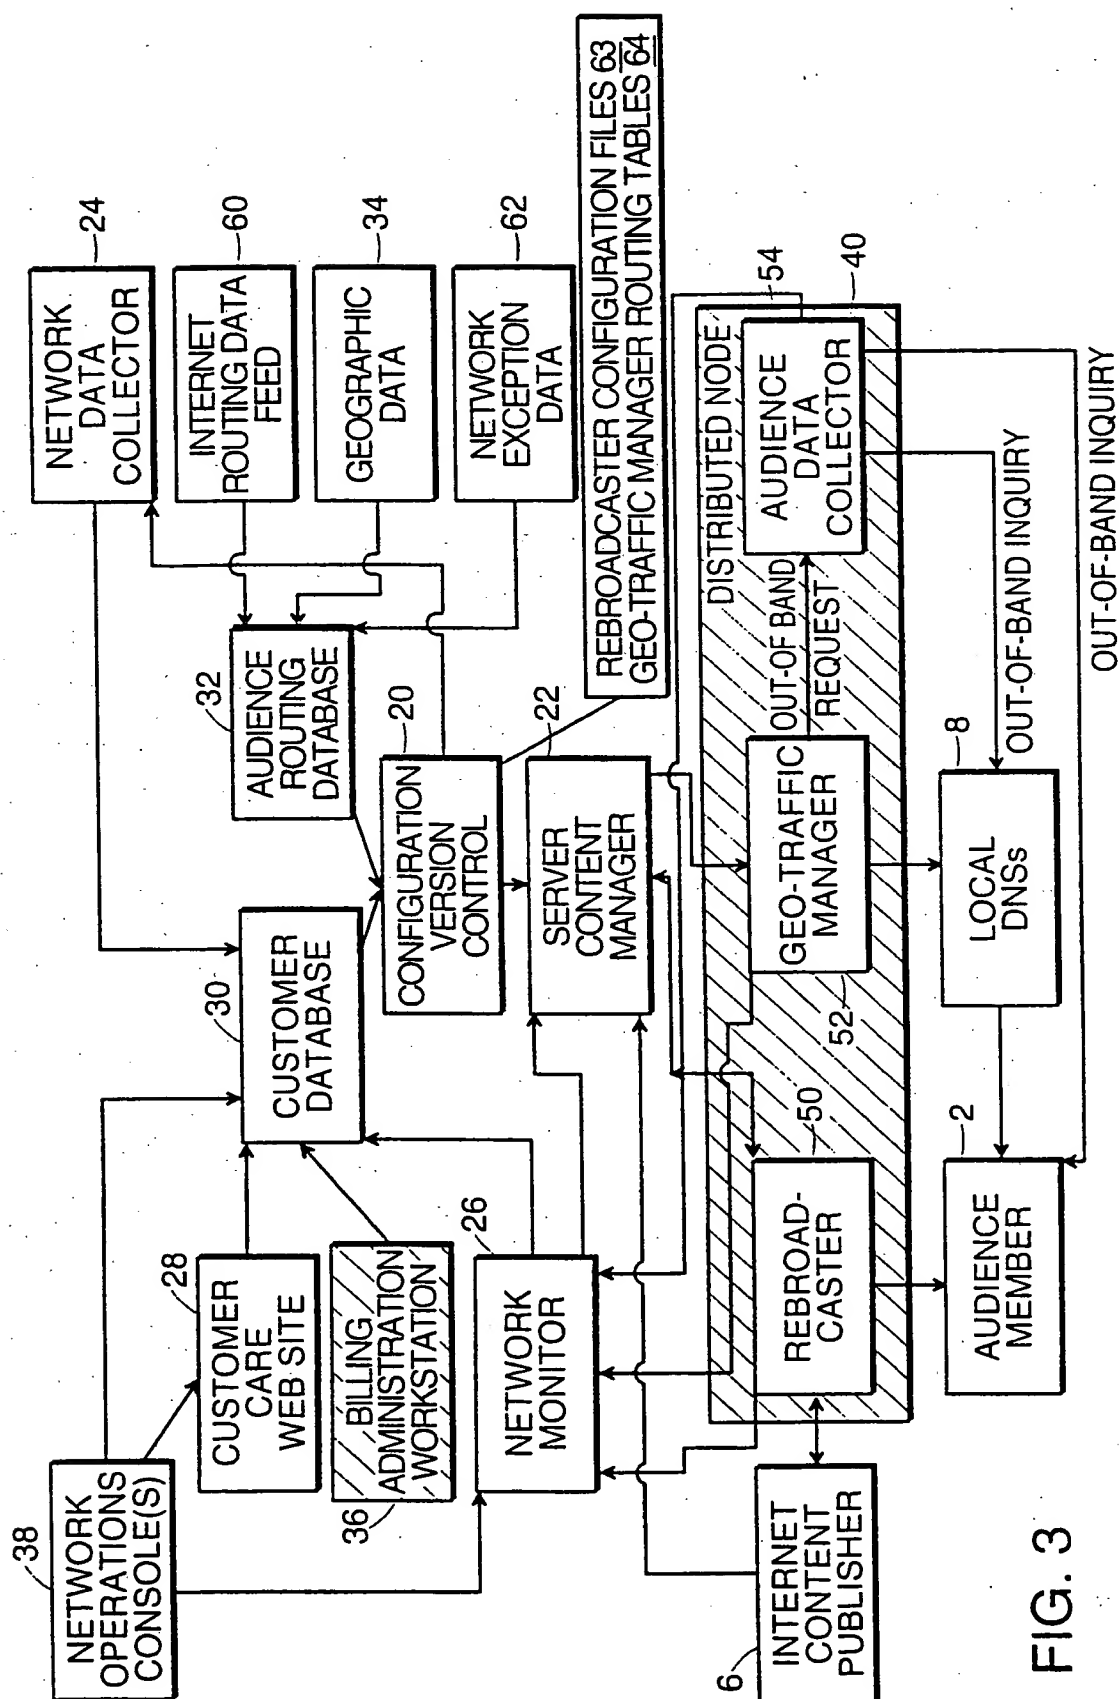 38
NETWORK
OPERATIONS
CONSOLE(S)
28
CUSTOMER
CARE
WEB SITE
36
BILLING
ADMINISTRATION
WORKSTATION
26
NETWORK
MONITOR
30
CUSTOMER
DATABASE
32
AUDIENCE
ROUTING
DATABASE
20
CONFIGURATION
VERSION
CONTROL
22
SERVER
CONTENT
MANAGER
NETWORK
DATA
COLLECTOR
24
INTERNET
ROUTING DATA
FEED
60
GEOGRAPHIC
DATA
34
NETWORK
EXCEPTION
DATA
62
REBROADCASTER CONFIGURATION FILES 63
GEO-TRAFFIC MANAGER ROUTING TABLES 64
DISTRIBUTED NODE
54
40
AUDIENCE
DATA
COLLECTOR
OUT-OF BAND
REQUEST
GEO-TRAFFIC
MANAGER
52
50
REBROAD-
CASTER
6
INTERNET
CONTENT
PUBLISHER
2
AUDIENCE
MEMBER
8
LOCAL
DNSs
OUT-OF-BAND INQUIRY
OUT-OF-BAND INQUIRY
FIG. 3